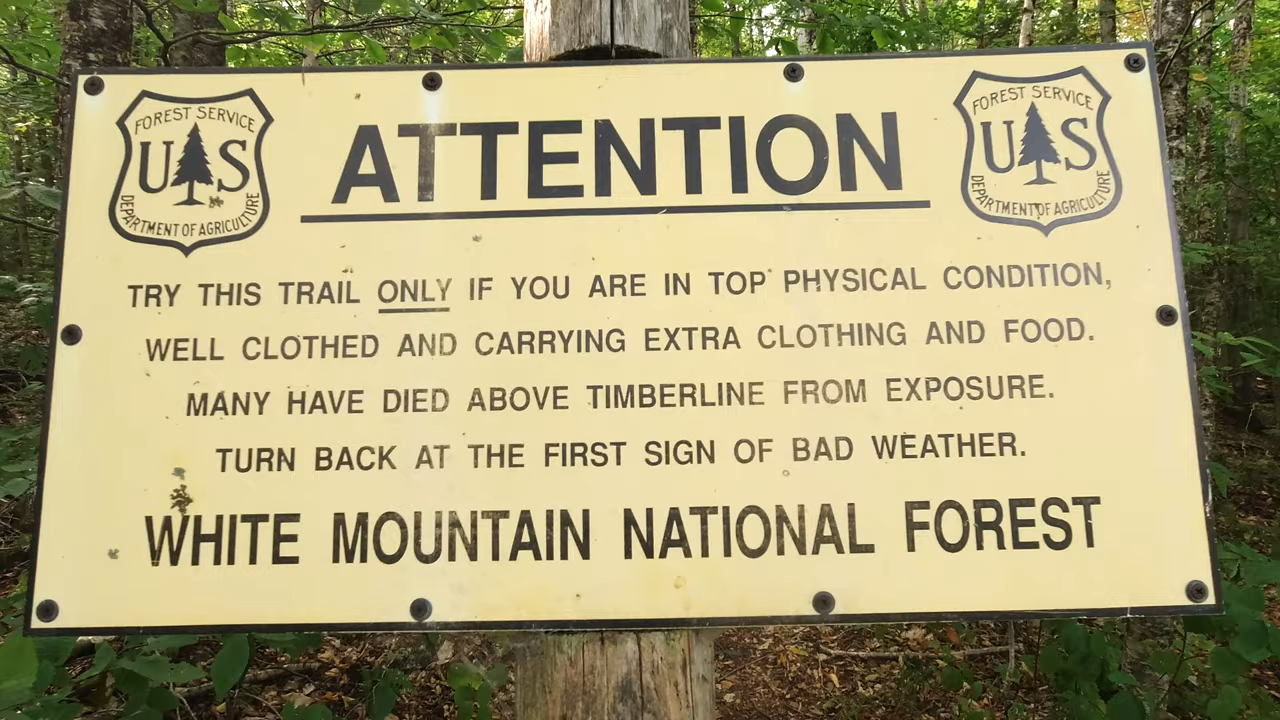 FOREST SERVICE
U S
DEPARTMENT OF AGRICULTURE
ATTENTION
FOREST SERVICE
U S
DEPARTMENT OF AGRICULTURE
TRY THIS TRAIL ONLY IF YOU ARE IN TOP PHYSICAL CONDITION,
WELL CLOTHED AND CARRYING EXTRA CLOTHING AND FOOD.
MANY HAVE DIED ABOVE TIMBERLINE FROM EXPOSURE.
TURN BACK AT THE FIRST SIGN OF BAD WEATHER.
WHITE MOUNTAIN NATIONAL FOREST